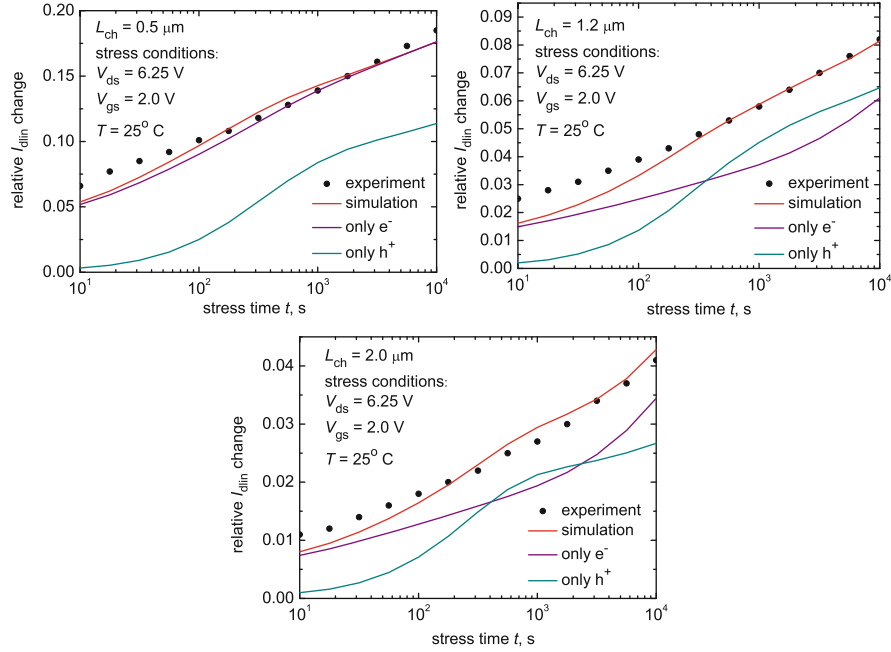 L_ch = 0.5 μm
stress conditions:
V_ds = 6.25 V
V_gs = 2.0 V
T = 25° C
experiment
simulation
only e⁻
only h⁺
0.20
0.15
0.10
0.05
0.00
10¹ 10² 10³ 10⁴
relative I_dlin change
stress time t, s
L_ch = 1.2 μm
stress conditions:
V_ds = 6.25 V
V_gs = 2.0 V
T = 25° C
experiment
simulation
only e⁻
only h⁺
0.09
0.08
0.07
0.06
0.05
0.04
0.03
0.02
0.01
0.00
10¹ 10² 10³ 10⁴
relative I_dlin change
stress time t, s
L_ch = 2.0 μm
stress conditions:
V_ds = 6.25 V
V_gs = 2.0 V
T = 25° C
experiment
simulation
only e⁻
only h⁺
0.04
0.03
0.02
0.01
0.00
10¹ 10² 10³ 10⁴
relative I_dlin change
stress time t, s